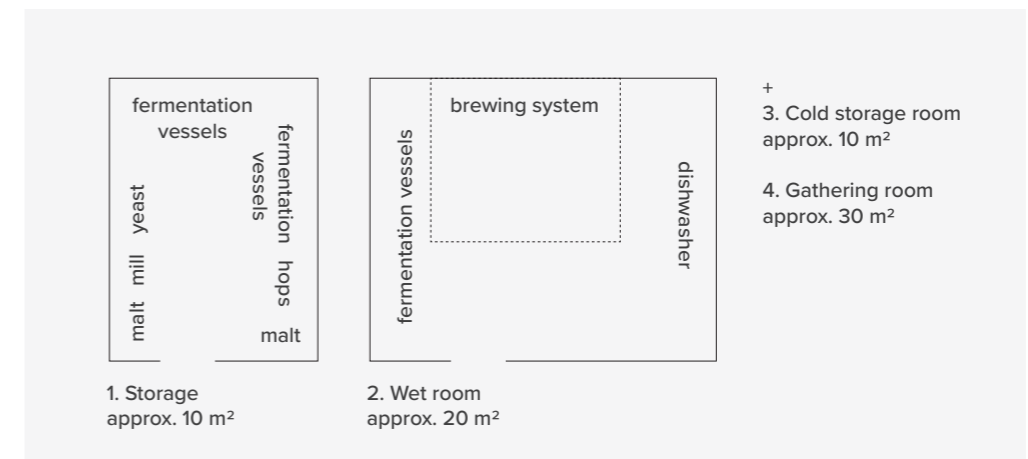 fermentation
vessels
fermentation
vessels
yeast
mill
malt
hops
malt
1. Storage
approx. 10 m²
brewing system
fermentation vessels
dishwasher
2. Wet room
approx. 20 m²
+
3. Cold storage room
approx. 10 m²
4. Gathering room
approx. 30 m²